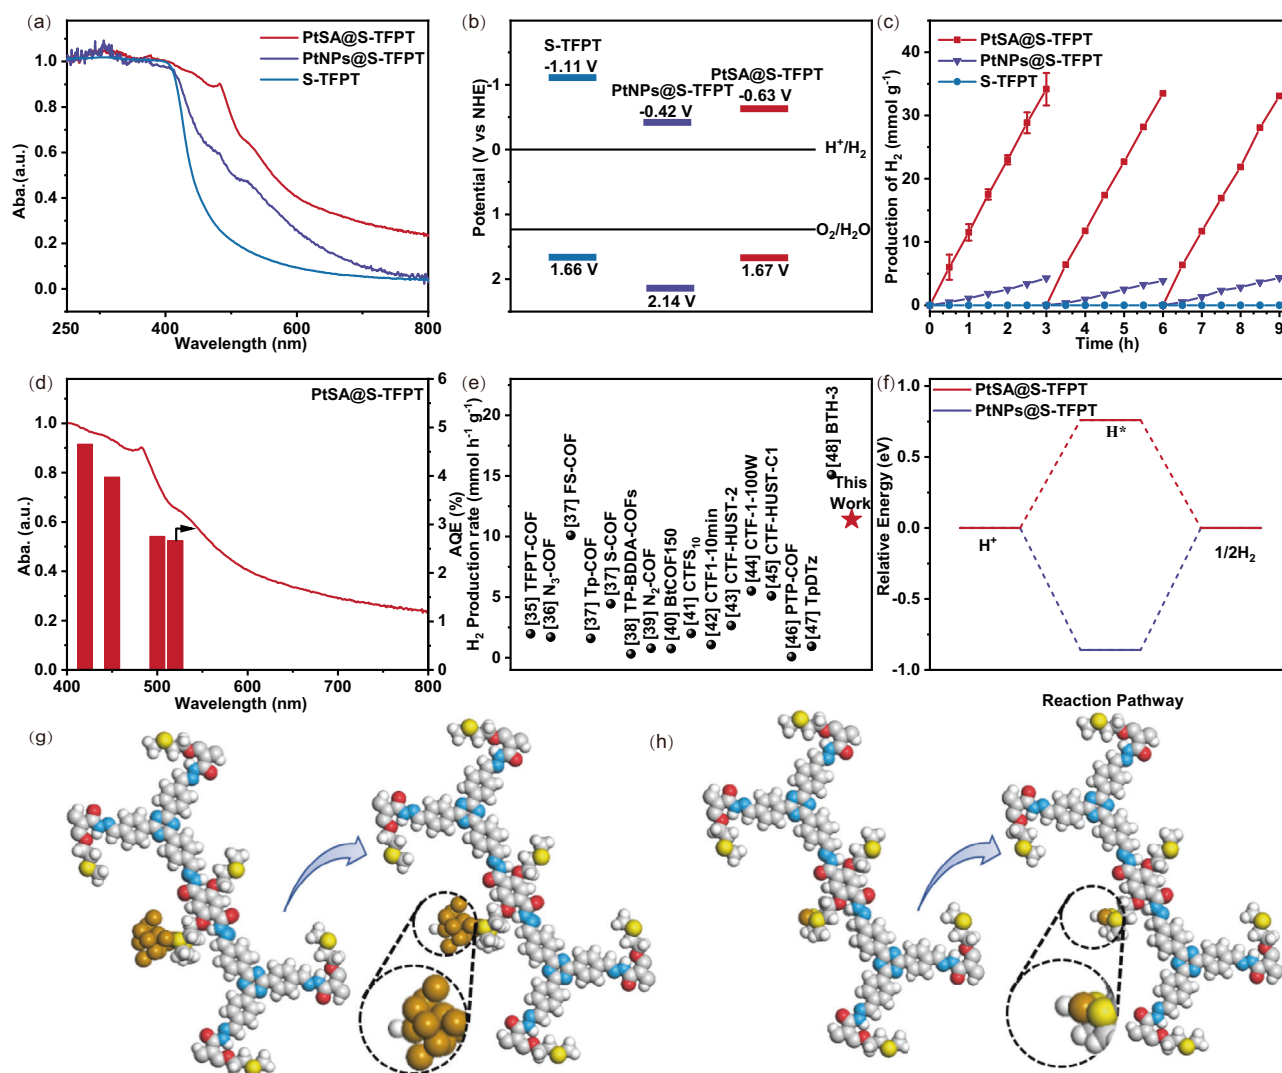 (a)
PtSA@S-TFPT
PtNPs@S-TFPT
S-TFPT
Aba.(a.u.)
1.0
0.8
0.6
0.4
0.2
0.0
250
400
600
800
Wavelength (nm)
(b)
S-TFPT
-1.11 V
PtNPs@S-TFPT
-0.42 V
PtSA@S-TFPT
-0.63 V
H⁺/H₂
O₂/H₂O
1.66 V
2.14 V
1.67 V
Potential (V vs NHE)
-1
0
1
2
(c)
PtSA@S-TFPT
PtNPs@S-TFPT
S-TFPT
Production of H₂ (mmol g⁻¹)
40
30
20
10
0
0 1 2 3 4 5 6 7 8 9
Time (h)
(d)
PtSA@S-TFPT
Aba. (a.u.)
1.0
0.8
0.6
0.4
0.2
0.0
400 500 600 700 800
Wavelength (nm)
6
5
4
3
2
1
0
AQE (%)
(e)
H₂ Production rate (mmol h⁻¹ g⁻¹)
20
15
10
5
0
[35] TFPT-COF
[36] N₃-COF
[37] FS-COF
[37] Tp-COF
[37] S-COF
[38] TP-BDDA-COFs
[39] N₂-COF
[40] BtCOF150
[41] CTFS₁₀
[42] CTF1-10min
[43] CTF-HUST-2
[44] CTF-1-100W
[45] CTF-HUST-C1
[46] PTP-COF
[47] TpDTz
[48] BTH-3
This
Work
(f)
PtSA@S-TFPT
PtNPs@S-TFPT
H*
H⁺
1/2H₂
Relative Energy (eV)
1.0
0.5
0.0
-0.5
-1.0
Reaction Pathway
(g)
(h)